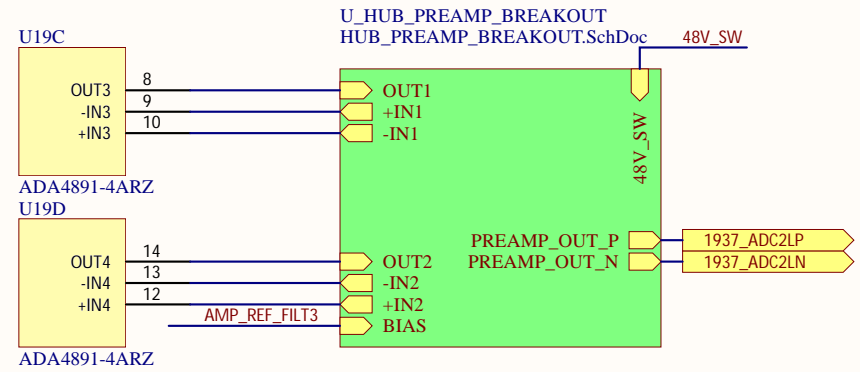 U_HUB_PREAMP_BREAKOUT
HUB_PREAMP_BREAKOUT.SchDoc
48V_SW
U19C
OUT3 8
-IN3 9
+IN3 10
ADA4891-4ARZ
OUT1
+IN1
-IN1
48V_SW
U19D
OUT4 14
-IN4 13
+IN4 12
ADA4891-4ARZ
AMP_REF_FILT3
OUT2
-IN2
+IN2
BIAS
PREAMP_OUT_P 1937_ADC2LP
PREAMP_OUT_N 1937_ADC2LN